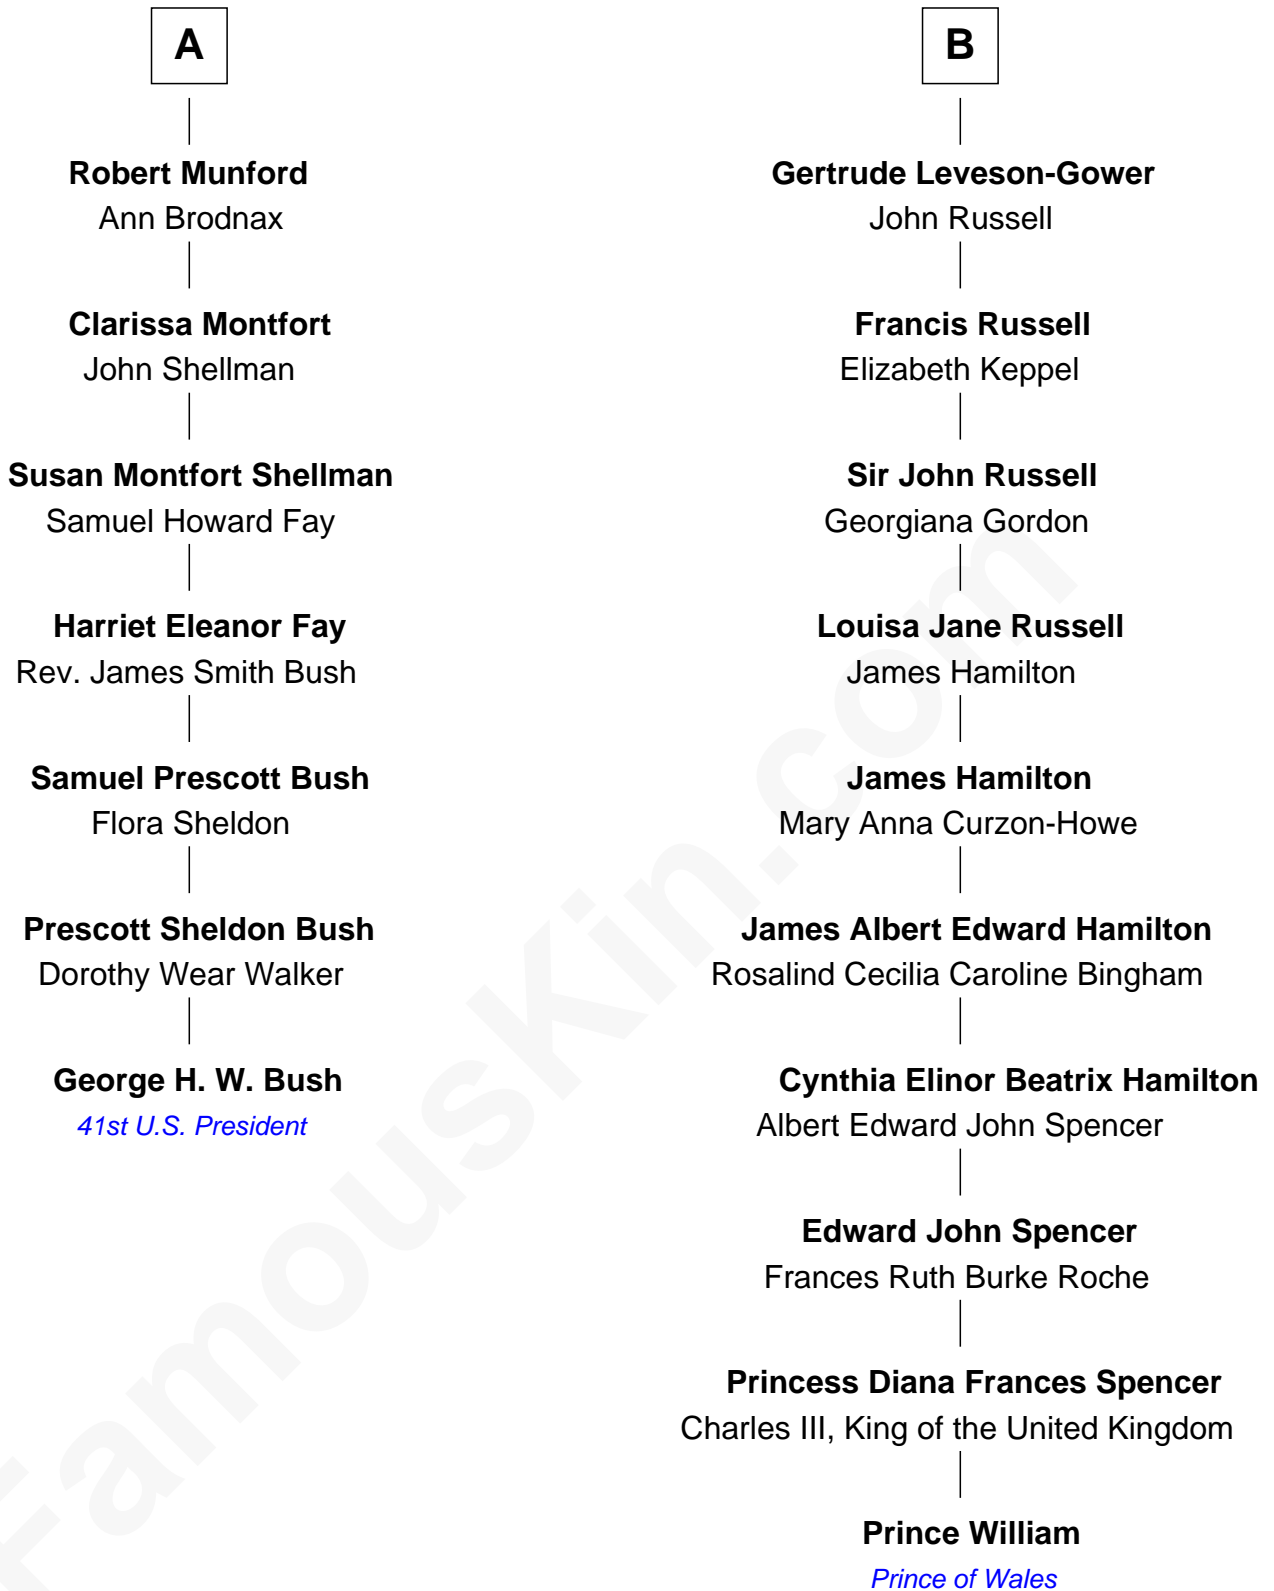 A
Robert Munford
Ann Brodnax
Clarissa Montfort
John Shellman
Susan Montfort Shellman
Samuel Howard Fay
Harriet Eleanor Fay
Rev. James Smith Bush
Samuel Prescott Bush
Flora Sheldon
Prescott Sheldon Bush
Dorothy Wear Walker
George H. W. Bush
41st U.S. President
B
Gertrude Leveson-Gower
John Russell
Francis Russell
Elizabeth Keppel
Sir John Russell
Georgiana Gordon
Louisa Jane Russell
James Hamilton
James Hamilton
Mary Anna Curzon-Howe
James Albert Edward Hamilton
Rosalind Cecilia Caroline Bingham
Cynthia Elinor Beatrix Hamilton
Albert Edward John Spencer
Edward John Spencer
Frances Ruth Burke Roche
Princess Diana Frances Spencer
Charles III, King of the United Kingdom
Prince William
Prince of Wales
FamousKin.com